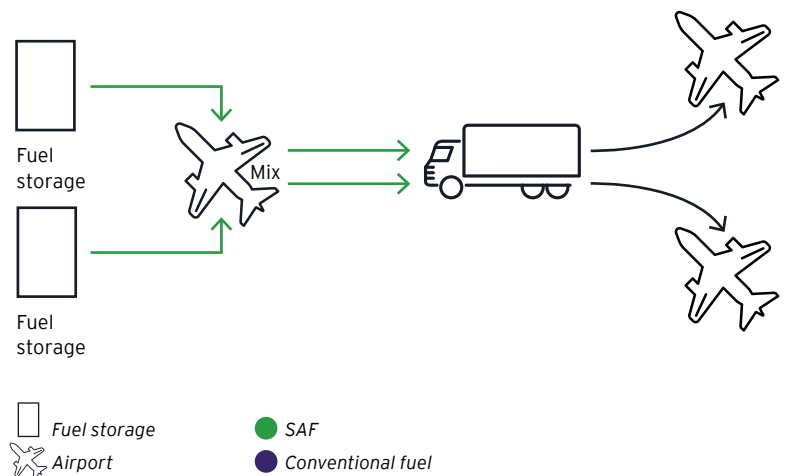 Fuel
storage
Mix
Fuel
storage
Fuel storage
SAF
Airport
Conventional fuel